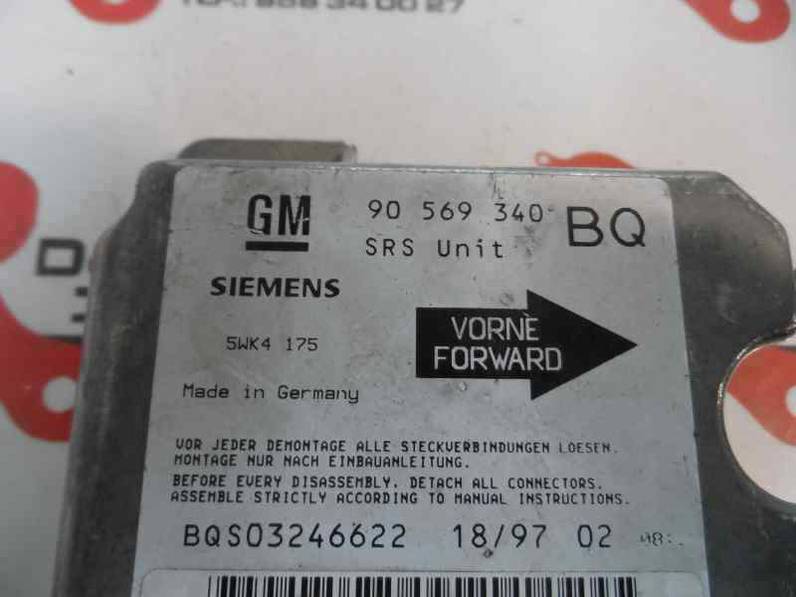 GM
90 569 340 BQ
SRS Unit
SIEMENS
5WK4 175
VORNE
FORWARD
Made in Germany
VOR JEDER DEMONTAGE ALLE STECKVERBINDUNGEN LOESEN.
MONTAGE NUR NACH EINBAUANLEITUNG.
BEFORE EVERY DISASSEMBLY. DETACH ALL CONNECTORS.
ASSEMBLE STRICTLY ACCORDING TO MANUAL INSTRUCTIONS.
BQS03246622 18/97 02